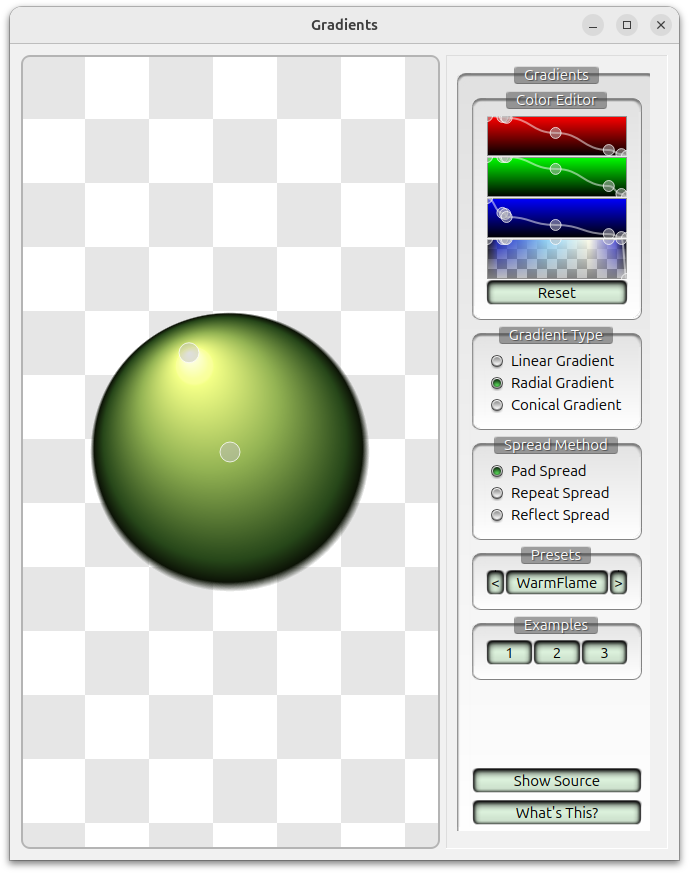 Gradients
Gradients
Color Editor
Reset
Gradient Type
Linear Gradient
Radial Gradient
Conical Gradient
Spread Method
Pad Spread
Repeat Spread
Reflect Spread
Presets
< WarmFlame >
Examples
1 2 3
Show Source
What's This?